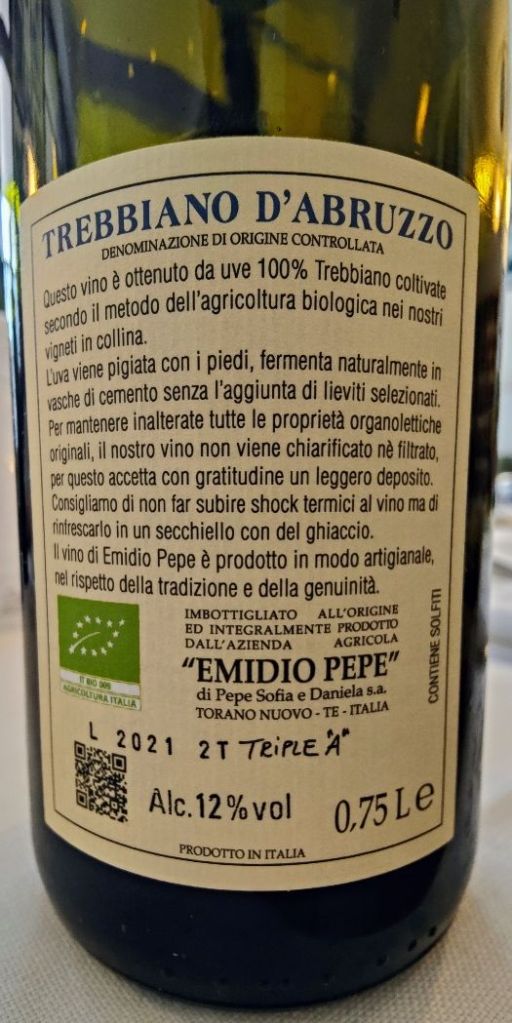 TREBBIANO D'ABRUZZO
DENOMINAZIONE DI ORIGINE CONTROLLATA
Questo vino è ottenuto da uve 100% Trebbiano coltivate
secondo il metodo dell'agricoltura biologica nei nostri
vigneti in collina.
L'uva viene pigiata con i piedi, fermenta naturalmente in
vasche di cemento senza l'aggiunta di lieviti selezionati.
Per mantenere inalterate tutte le proprietà organolettiche
originali, il nostro vino non viene chiarificato nè filtrato,
per questo accetta con gratitudine un leggero deposito.
Consigliamo di non far subire shock termici al vino ma di
rinfrescarlo in un secchiello con del ghiaccio.
Il vino di Emidio Pepe è prodotto in modo artigianale,
nel rispetto della tradizione e della genuinità.
IMBOTTIGLIATO ALL'ORIGINE
ED INTEGRALMENTE PRODOTTO
DALL'AZIENDA AGRICOLA
"EMIDIO PEPE"
di Pepe Sofia e Daniela s.a.
TORANO NUOVO - TE - ITALIA
CONTIENE SOLFITI
IT BIO
AGRICOLTURA ITALIA
L 2021 2T TRiPLE "A"
Alc.12%vol
0,75 L e
PRODOTTO IN ITALIA